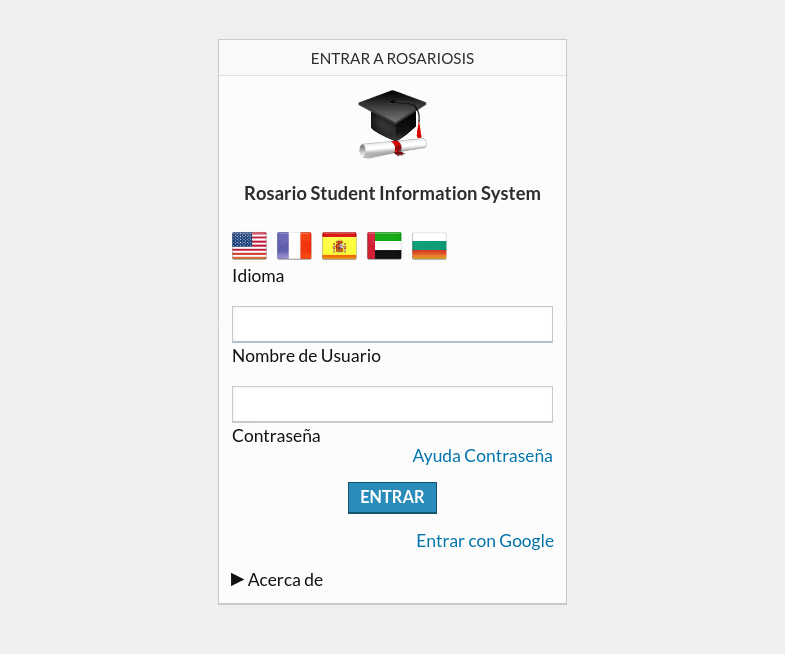 ENTRAR A ROSARIOSIS
Rosario Student Information System
Idioma
Nombre de Usuario
Contraseña
Ayuda Contraseña
ENTRAR
Entrar con Google
Acerca de